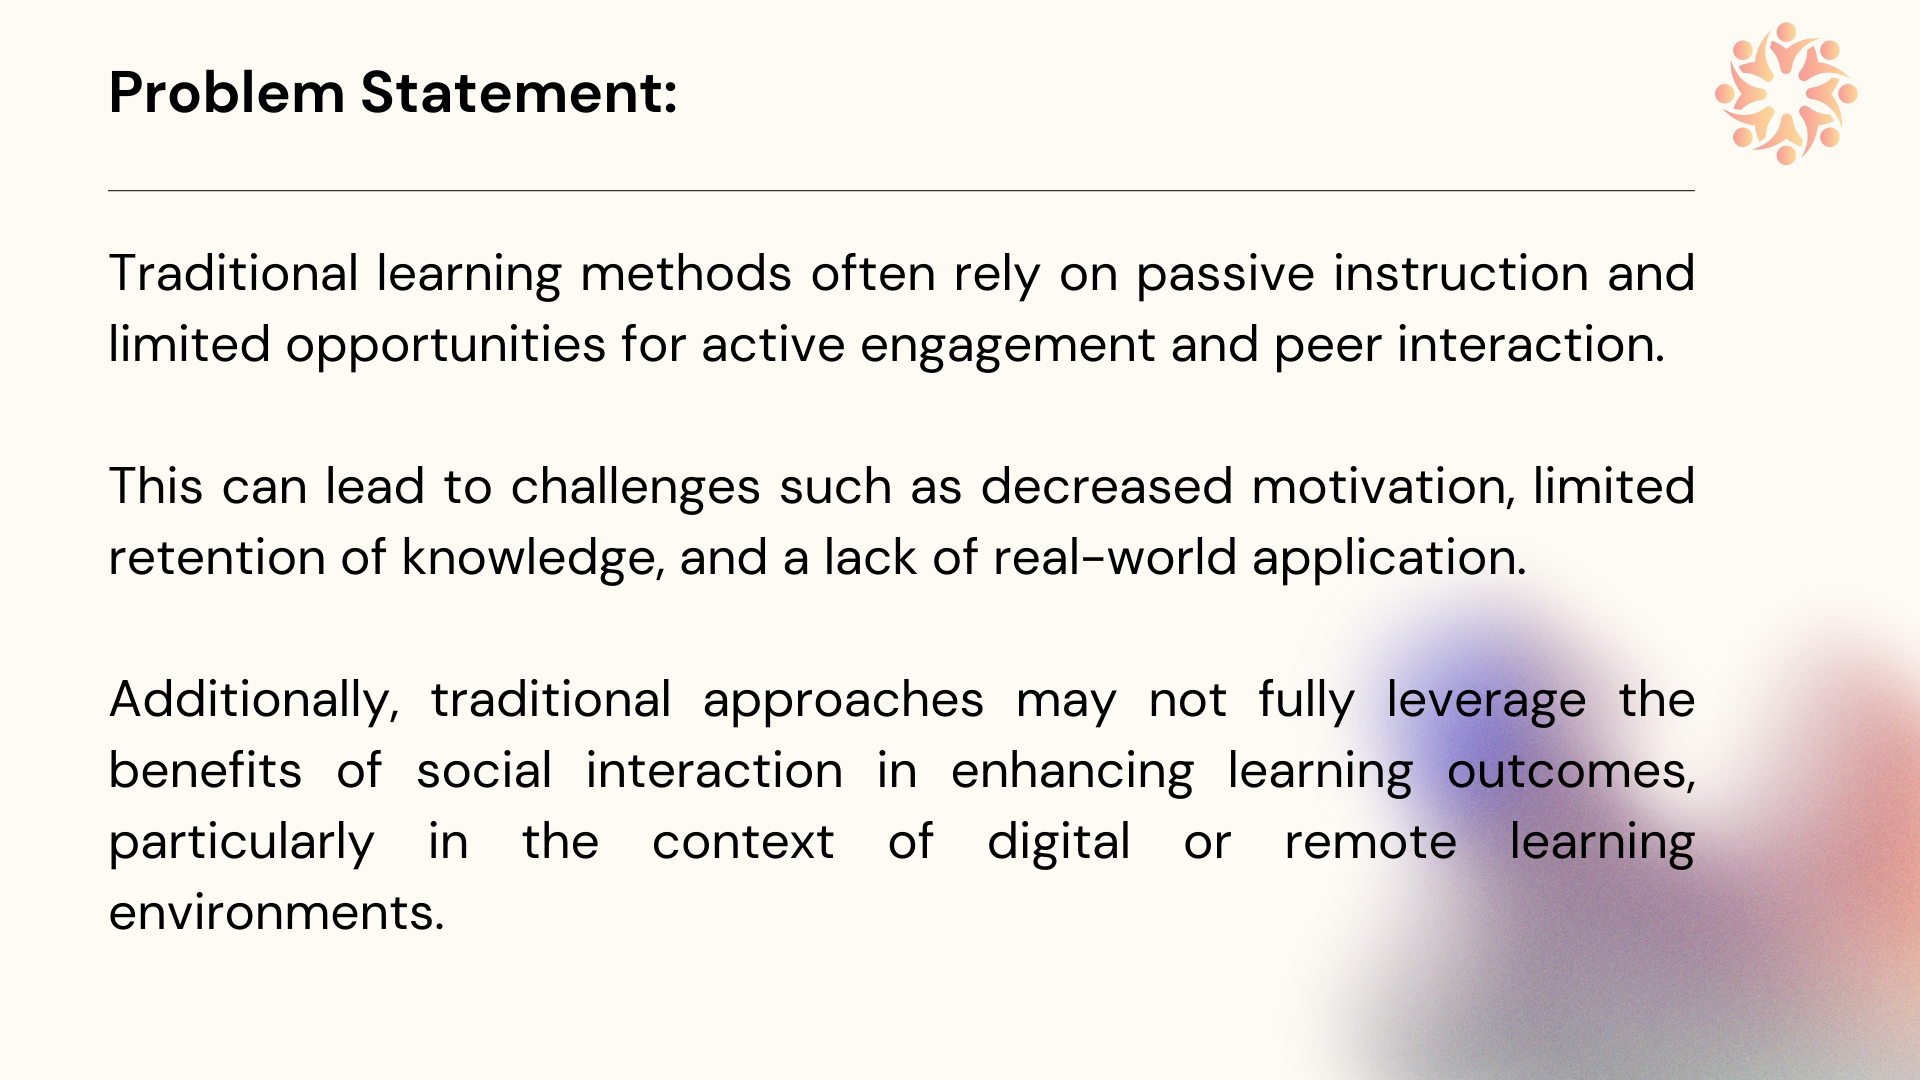 Problem Statement:
Traditional learning methods often rely on passive instruction and
limited opportunities for active engagement and peer interaction.
This can lead to challenges such as decreased motivation, limited
retention of knowledge, and a lack of real-world application.
Additionally, traditional approaches may not fully leverage the
benefits of social interaction in enhancing learning outcomes,
particularly in the context of digital or remote learning
environments.